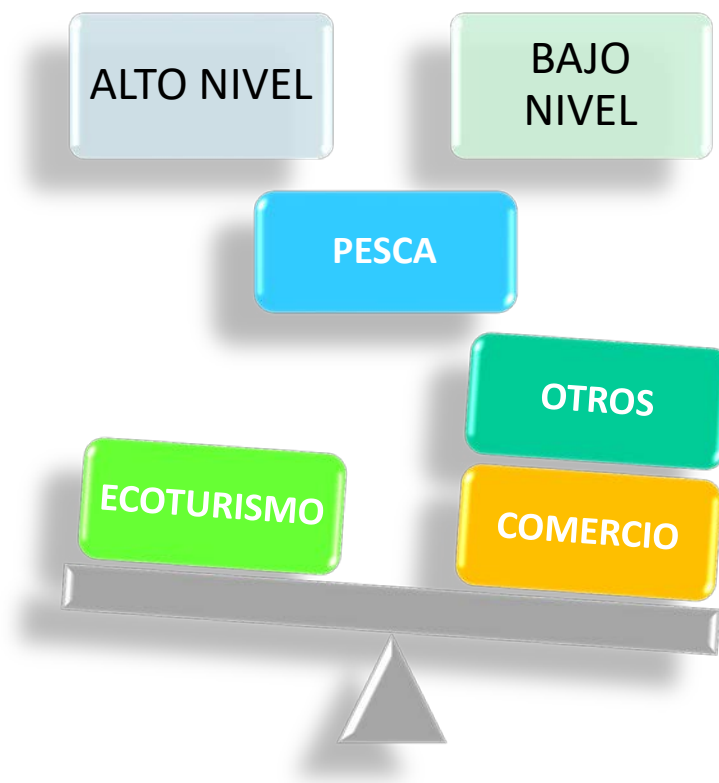 ALTO NIVEL
BAJO
NIVEL
PESCA
OTROS
ECOTURISMO
COMERCIO